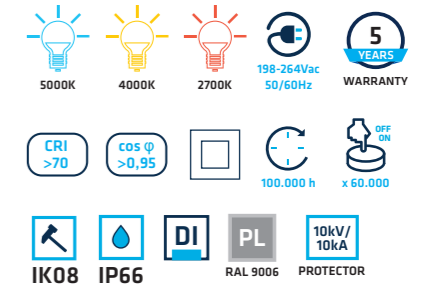 5000K
4000K
2700K
198-264Vac
50/60Hz
5
YEARS
WARRANTY
CRI
>70
cos φ
>0,95
100.000 h
OFF
ON
x 60.000
IK08
IP66
DI
PL
RAL 9006
10kV/
10kA
PROTECTOR